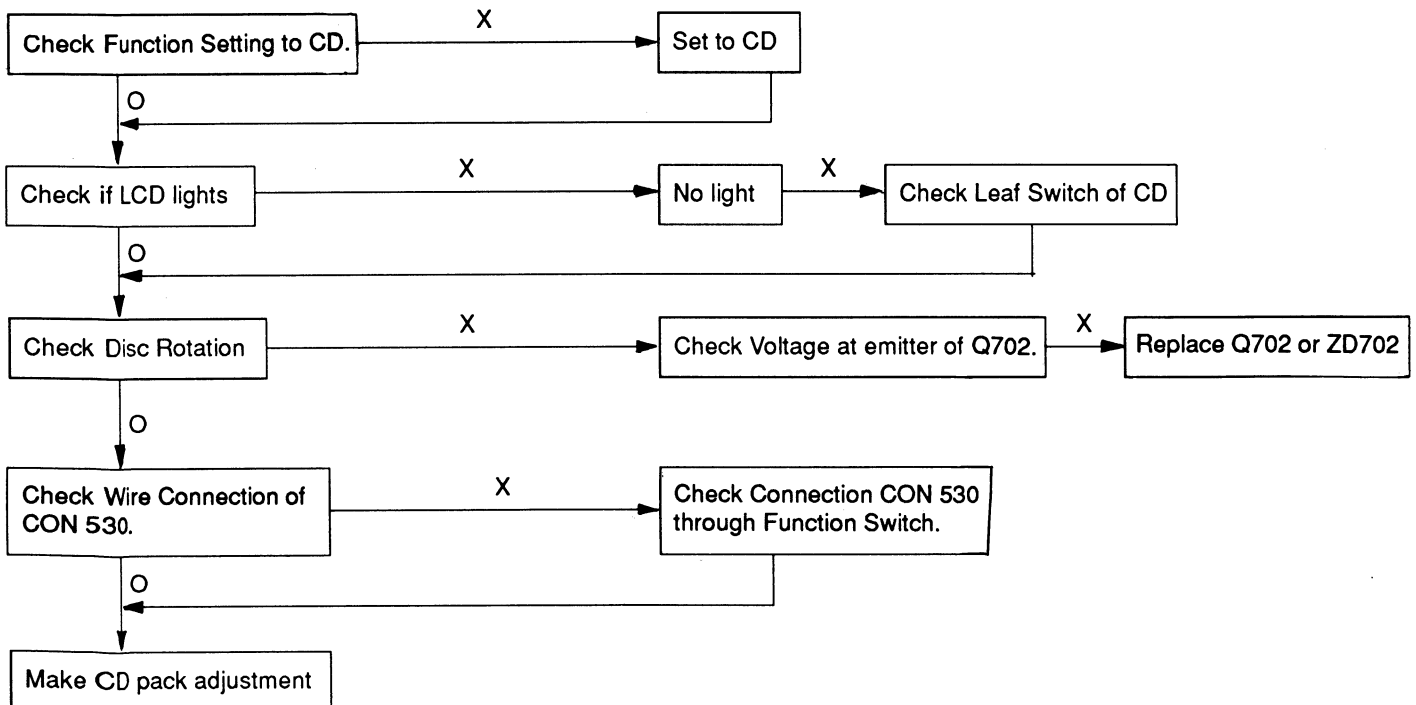 Check Function Setting to CD.
X
Set to CD
O
Check if LCD lights
X
No light
X
Check Leaf Switch of CD
O
Check Disc Rotation
X
Check Voltage at emitter of Q702.
X
Replace Q702 or ZD702
O
Check Wire Connection of
CON 530.
X
Check Connection CON 530
through Function Switch.
O
Make CD pack adjustment